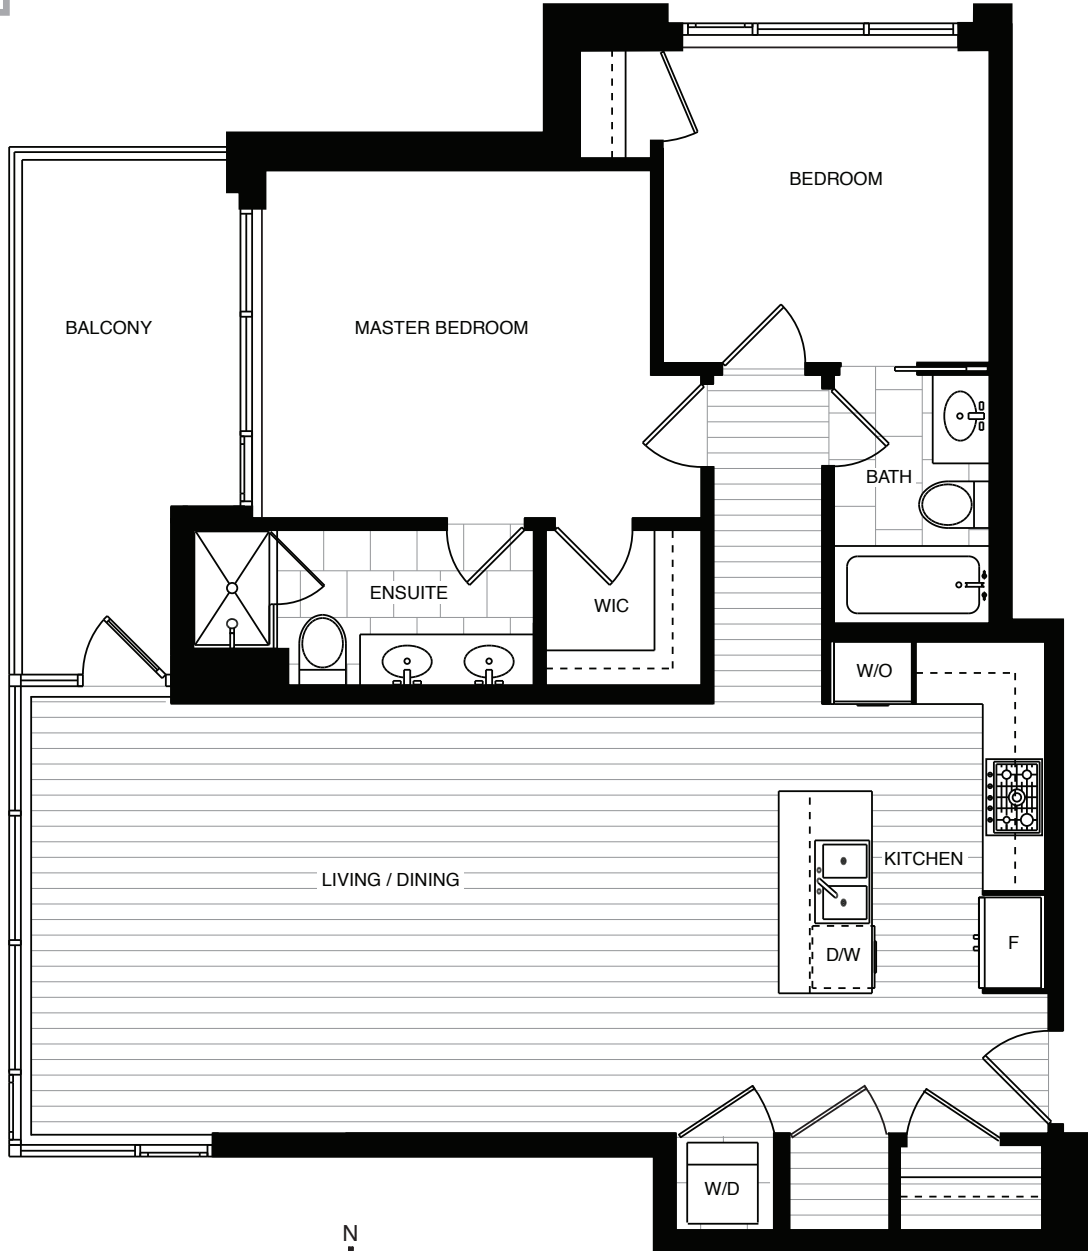 BEDROOM
BALCONY
MASTER BEDROOM
BATH
ENSUITE
WIC
W/O
KITCHEN
LIVING / DINING
F
D/W
W/D
N